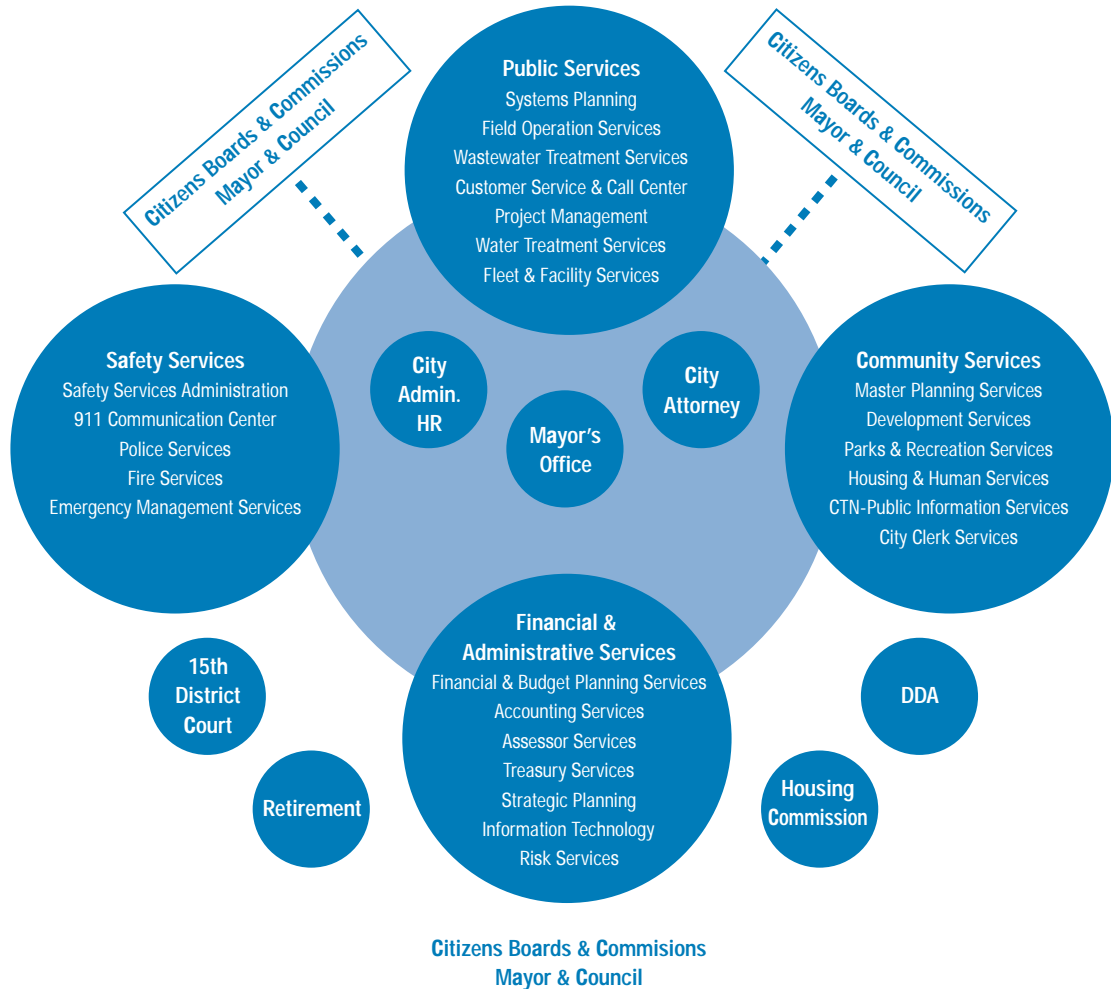 Citizens Boards & Commissions
Mayor & Council
Public Services
Systems Planning
Field Operation Services
Wastewater Treatment Services
Customer Service & Call Center
Project Management
Water Treatment Services
Fleet & Facility Services
Citizens Boards & Commissions
Mayor & Council
Safety Services
Safety Services Administration
911 Communication Center
Police Services
Fire Services
Emergency Management Services
City
Admin.
HR
Mayor's
Office
City
Attorney
Community Services
Master Planning Services
Development Services
Parks & Recreation Services
Housing & Human Services
CTN-Public Information Services
City Clerk Services
Financial &
Administrative Services
Financial & Budget Planning Services
Accounting Services
Assessor Services
Treasury Services
Strategic Planning
Information Technology
Risk Services
15th
District
Court
Retirement
DDA
Housing
Commission
Citizens Boards & Commisions
Mayor & Council